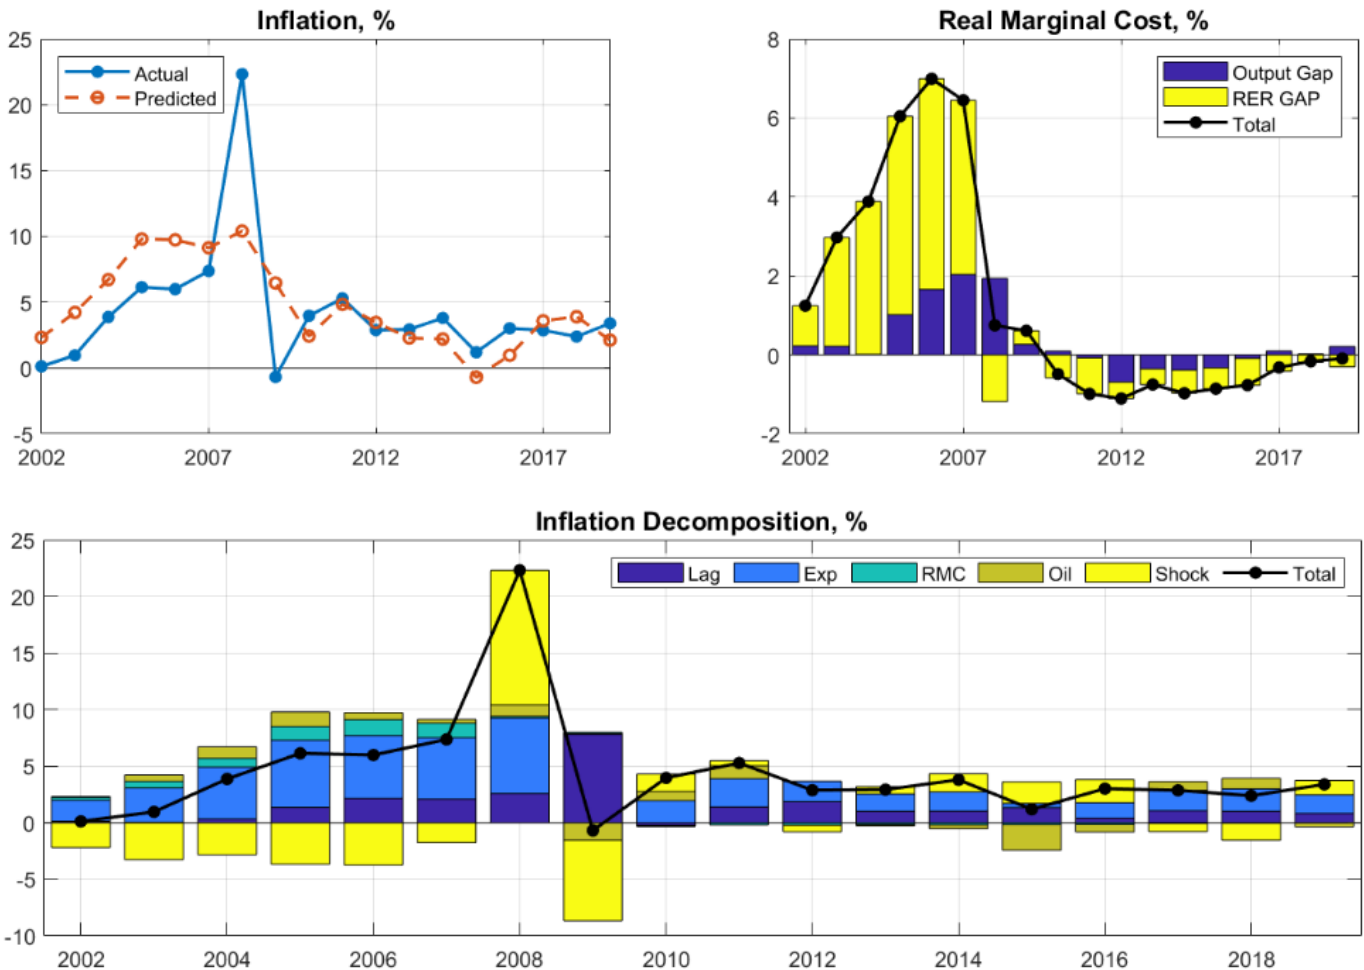 Inflation, %
25
20
15
10
5
0
-5
2002 2007 2012 2017
Actual
Predicted
Real Marginal Cost, %
8
6
4
2
0
-2
2002 2007 2012 2017
Output Gap
RER GAP
Total
Inflation Decomposition, %
25
20
15
10
5
0
-5
-10
2002 2004 2006 2008 2010 2012 2014 2016 2018
Lag Exp RMC Oil Shock Total